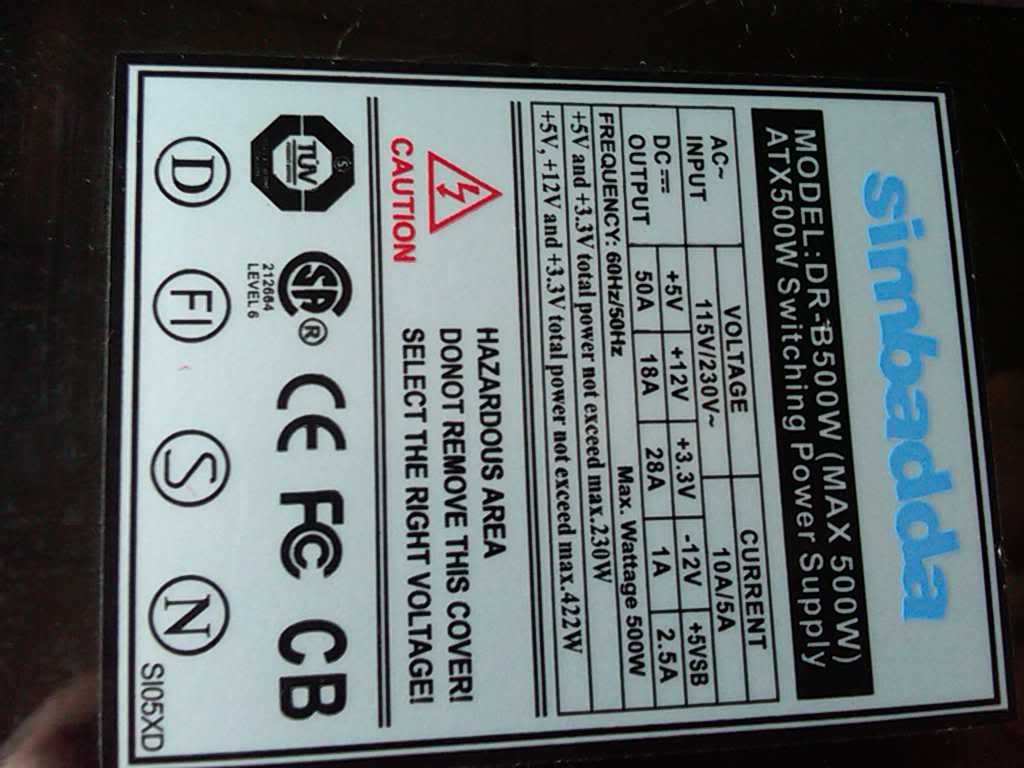 sinnbadda
MODEL:DR-B500W (MAX 500W)
ATX500W Switching Power Supply
AC~ INPUT VOLTAGE CURRENT
115V/230V~ 10A/5A
DC OUTPUT +5V +12V +3.3V -12V +5VSB
50A 18A 28A 1A 2.5A
FREQUENCY: 60Hz/50Hz Max. Wattage 500W
+5V and +3.3V total power not exceed max.230W
+5V, +12V and +3.3V total power not exceed max.422W
CAUTION
HAZARDOUS AREA
DONOT REMOVE THIS COVER!
SELECT THE RIGHT VOLTAGE!
TÜV SA® CE FC CB
212664
LEVEL 6
D FI S N
SI05XD